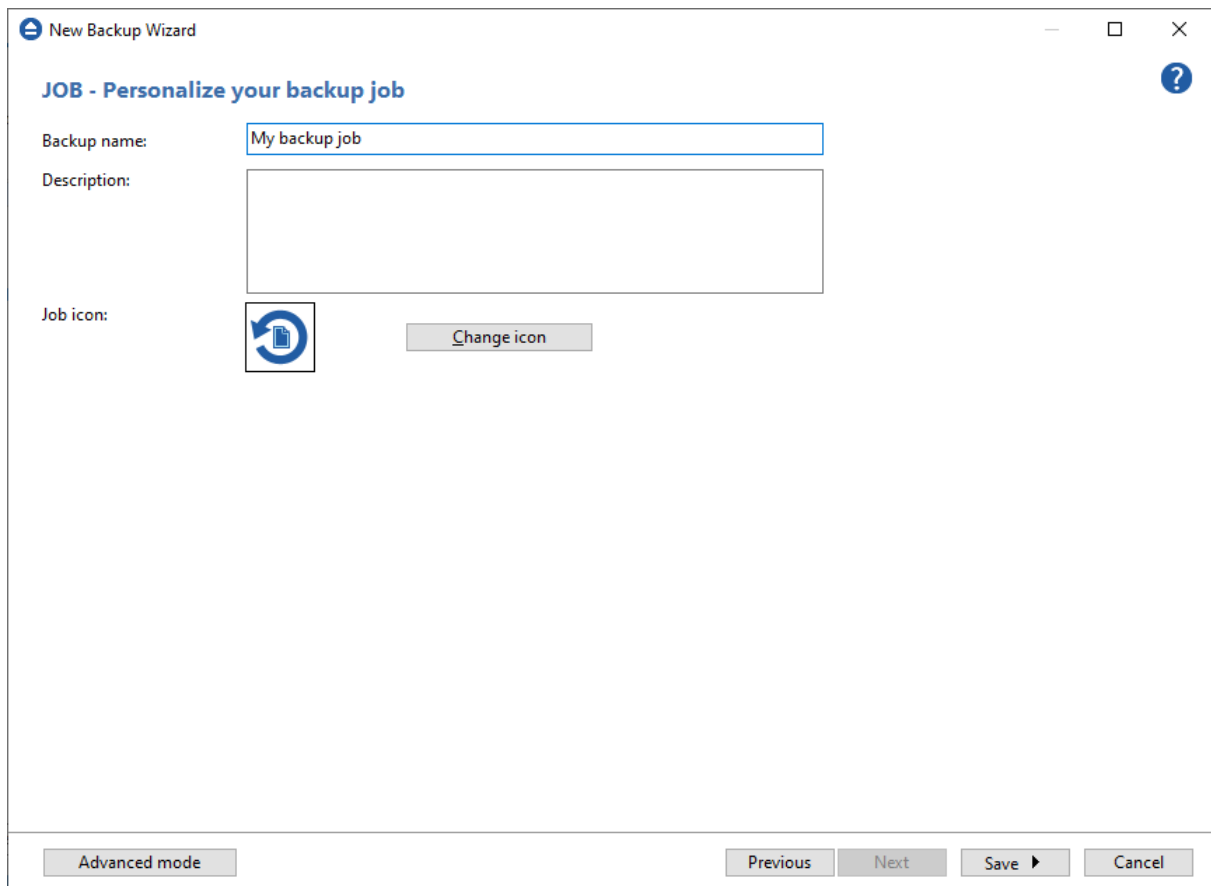 New Backup Wizard
JOB - Personalize your backup job
?
Backup name: My backup job
Description:
Job icon: Change icon
Advanced mode Previous Next Save Cancel